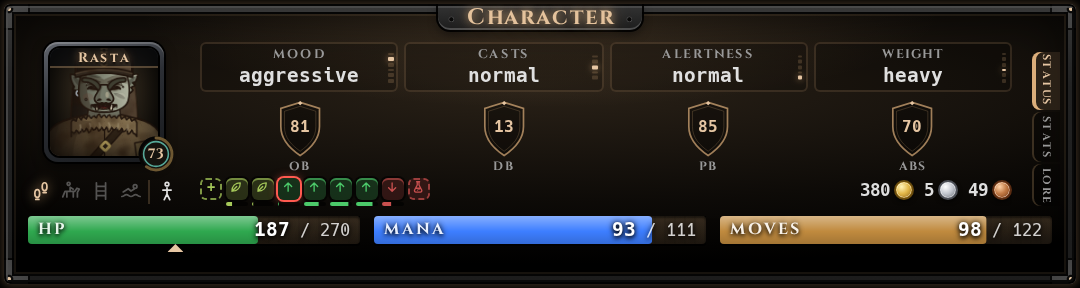 CHARACTER
RASTA
73
MOOD
aggressive
CASTS
normal
ALERTNESS
normal
WEIGHT
heavy
81
OB
13
DB
85
PB
70
ABS
STATUS
STATS
LORE
380 5 49
HP 187 / 270
MANA 93 / 111
MOVES 98 / 122